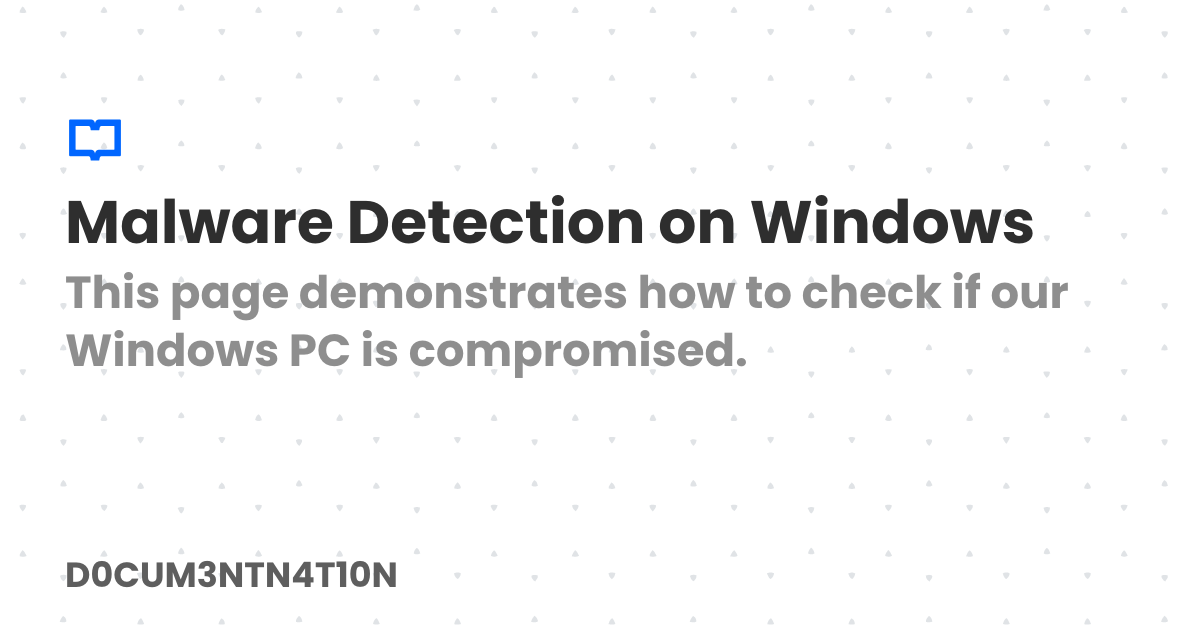 Malware Detection on Windows
This page demonstrates how to check if our
Windows PC is compromised.
D0CUM3NTN4T10N